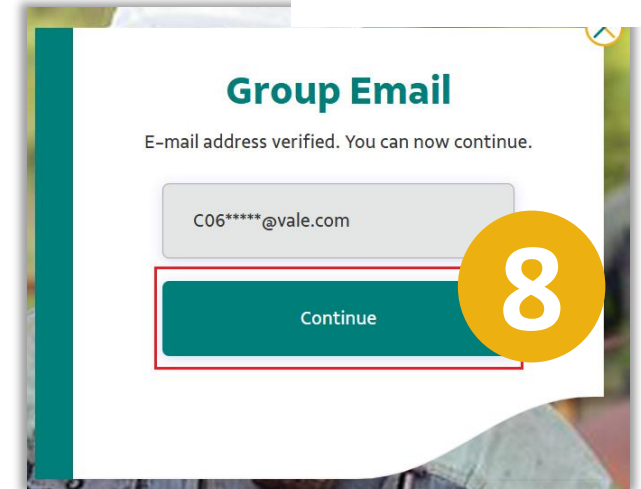 Group Email
E-mail address verified. You can now continue.
C06*****@vale.com
Continue
8